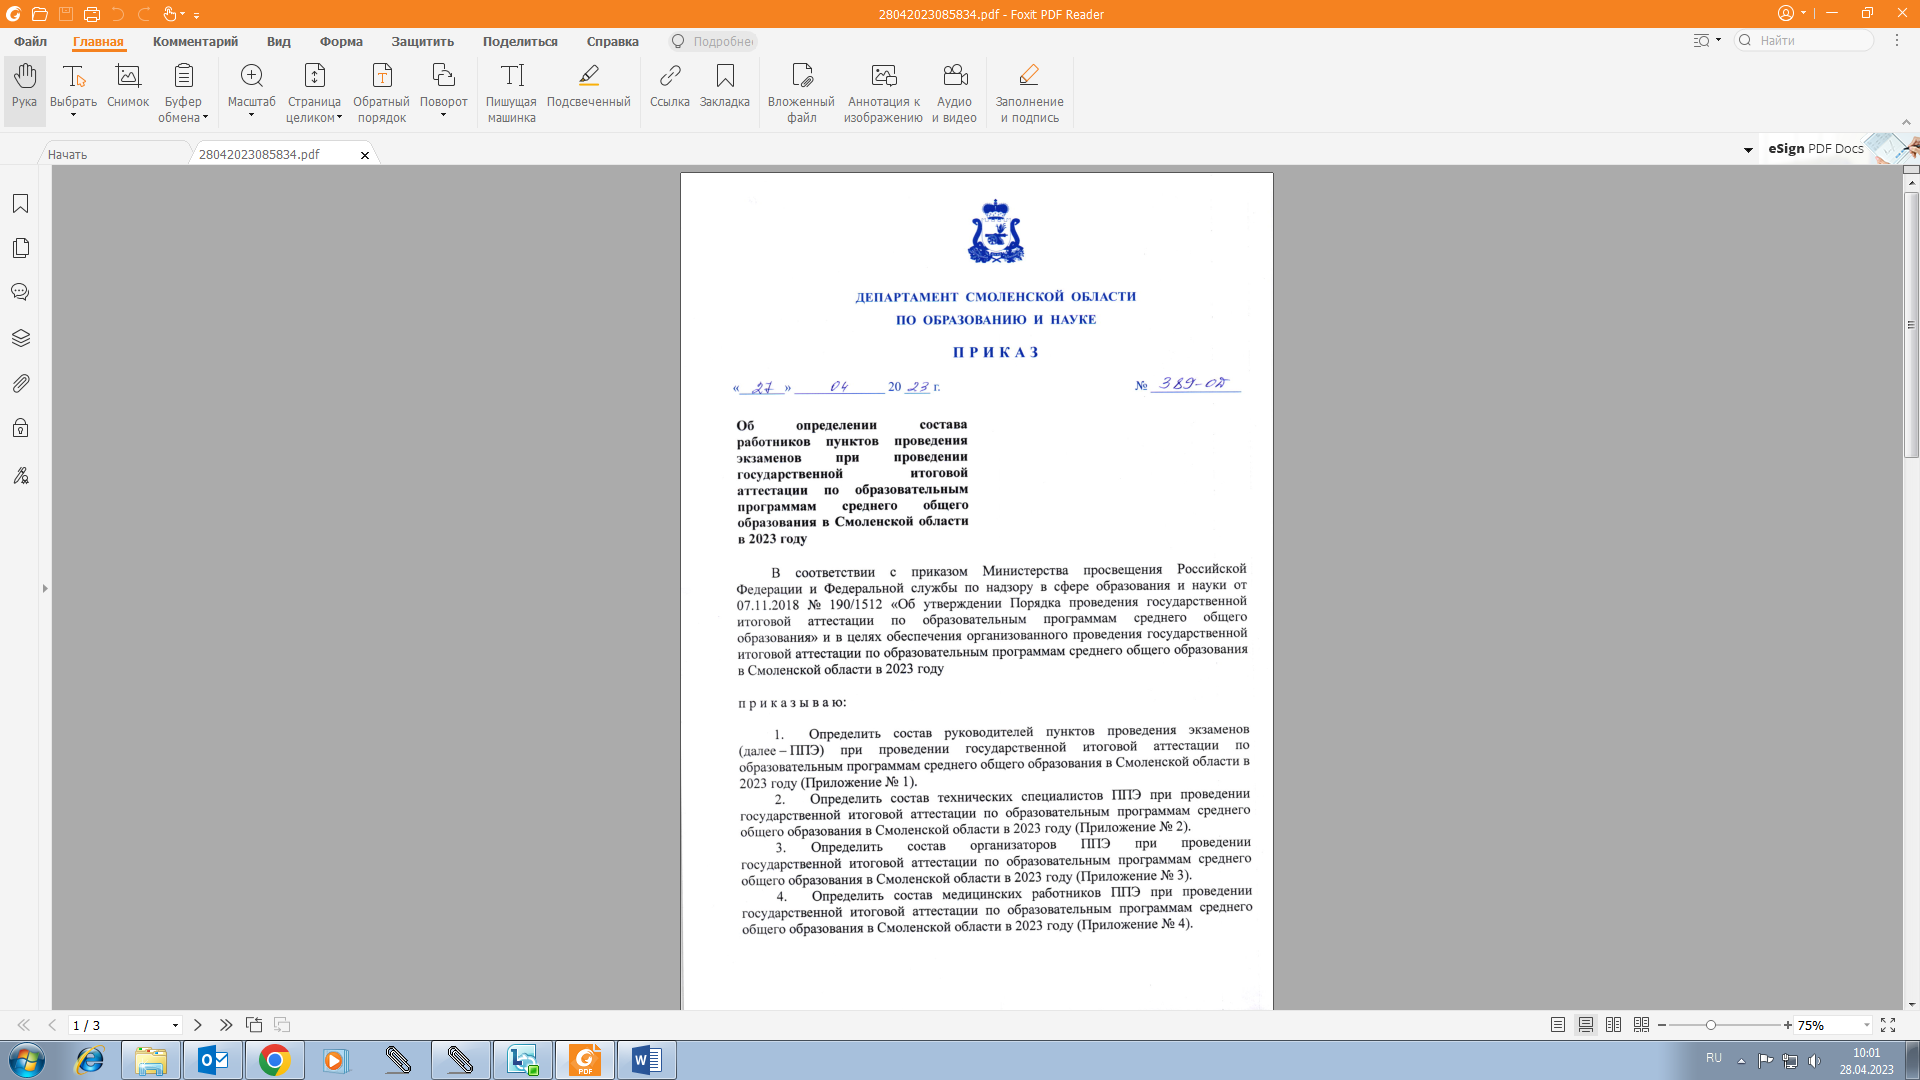 28042023085834.pdf - Foxit PDF Reader
Файл Главная Комментарий Вид Форма Защитить Поделиться Справка Подробне Найти
Рука Выбрать Снимок Буфер обмена Масштаб Страница целиком Обратный порядок Поворот Пишущая машинка Подсвеченный Ссылка Закладка Вложенный файл Аннотация к изображению Аудио и видео Заполнение и подпись
Начать 28042023085834.pdf eSign PDF Docs
ДЕПАРТАМЕНТ СМОЛЕНСКОЙ ОБЛАСТИ
ПО ОБРАЗОВАНИЮ И НАУКЕ
П Р И К А З
« 27 » 04 20 23 г. № 389-ОД
Об определении состава
работников пунктов проведения
экзаменов при проведении
государственной итоговой
аттестации по образовательным
программам среднего общего
образования в Смоленской области
в 2023 году
В соответствии с приказом Министерства просвещения Российской
Федерации и Федеральной службы по надзору в сфере образования и науки от
07.11.2018 № 190/1512 «Об утверждении Порядка проведения государственной
итоговой аттестации по образовательным программам среднего общего
образования» и в целях обеспечения организованного проведения государственной
итоговой аттестации по образовательным программам среднего общего образования
в Смоленской области в 2023 году
п р и к а з ы в а ю:
1. Определить состав руководителей пунктов проведения экзаменов
(далее – ППЭ) при проведении государственной итоговой аттестации по
образовательным программам среднего общего образования в Смоленской области в
2023 году (Приложение № 1).
2. Определить состав технических специалистов ППЭ при проведении
государственной итоговой аттестации по образовательным программам среднего
общего образования в Смоленской области в 2023 году (Приложение № 2).
3. Определить состав организаторов ППЭ при проведении
государственной итоговой аттестации по образовательным программам среднего
общего образования в Смоленской области в 2023 году (Приложение № 3).
4. Определить состав медицинских работников ППЭ при проведении
государственной итоговой аттестации по образовательным программам среднего
общего образования в Смоленской области в 2023 году (Приложение № 4).
1 / 3 75%
RU 10:01
28.04.2023